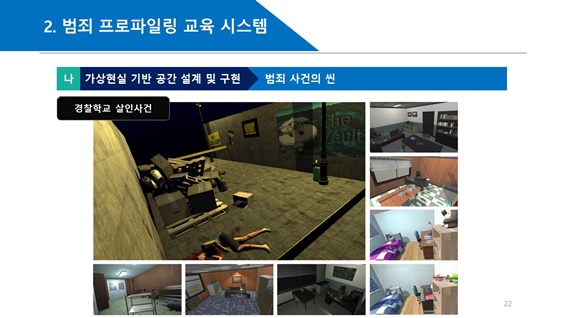 2. 범죄 프로파일링 교육 시스템
나 가상현실 기반 공간 설계 및 구현 범죄 사건의 씬
경찰학교 살인사건
the
vault
22